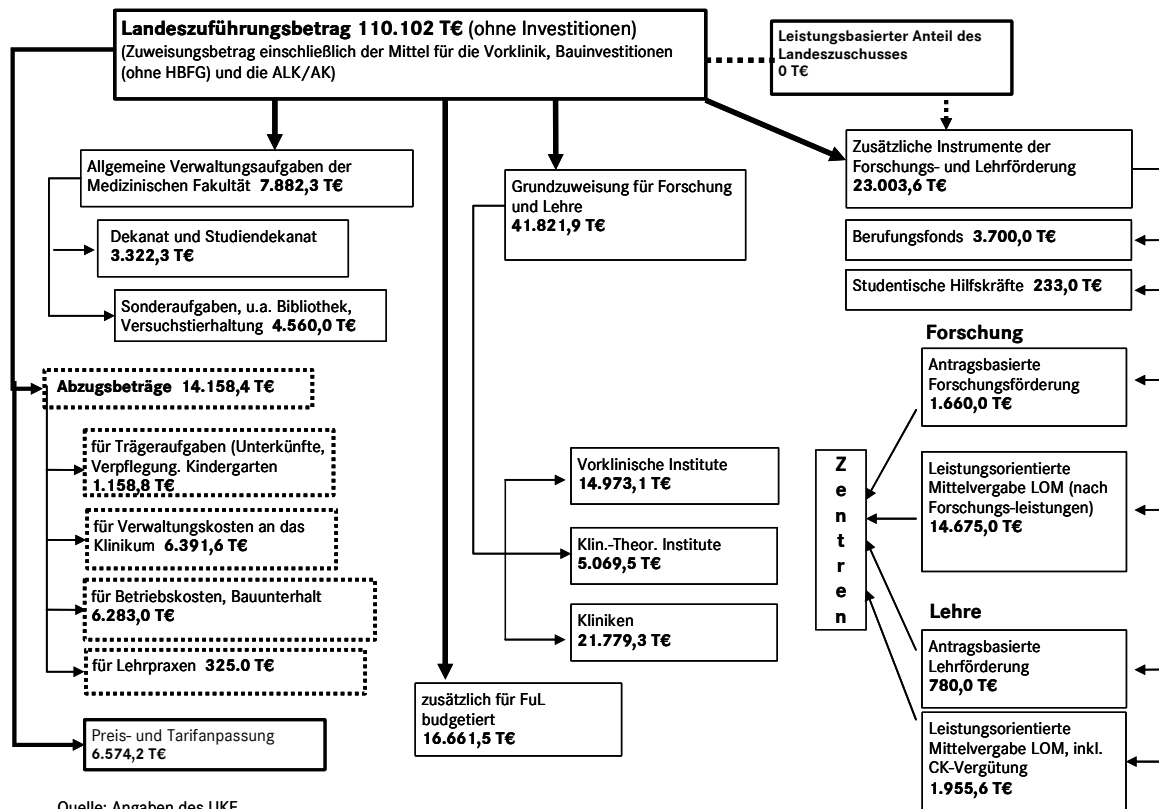 Landeszuführungsbetrag 110.102 T€ (ohne Investitionen)
(Zuweisungsbetrag einschließlich der Mittel für die Vorklinik, Bauinvestitionen
(ohne HBFG) und die ALK/AK)
Leistungsbasierter Anteil des
Landeszuschusses
0 T€
Allgemeine Verwaltungsaufgaben der
Medizinischen Fakultät 7.882,3 T€
Dekanat und Studiendekanat
3.322,3 T€
Sonderaufgaben, u.a. Bibliothek,
Versuchstierhaltung 4.560,0 T€
Abzugsbeträge 14.158,4 T€
für Trägeraufgaben (Unterkünfte,
Verpflegung. Kindergarten
1.158,8 T€
für Verwaltungskosten an das
Klinikum 6.391,6 T€
für Betriebskosten, Bauunterhalt
6.283,0 T€
für Lehrpraxen 325.0 T€
Preis- und Tarifanpassung
6.574,2 T€
Grundzuweisung für Forschung
und Lehre
41.821,9 T€
Vorklinische Institute
14.973,1 T€
Klin.-Theor. Institute
5.069,5 T€
Kliniken
21.779,3 T€
zusätzlich für FuL
budgetiert
16.661,5 T€
Zusätzliche Instrumente der
Forschungs- und Lehrförderung
23.003,6 T€
Berufungsfonds 3.700,0 T€
Studentische Hilfskräfte 233,0 T€
Forschung
Antragsbasierte
Forschungsförderung
1.660,0 T€
Leistungsorientierte
Mittelvergabe LOM (nach
Forschungs-leistungen)
14.675,0 T€
Z
e
n
t
r
e
n
Lehre
Antragsbasierte
Lehrförderung
780,0 T€
Leistungsorientierte
Mittelvergabe LOM, inkl.
CK-Vergütung
1.955,6 T€
Quelle: Angaben des UKE